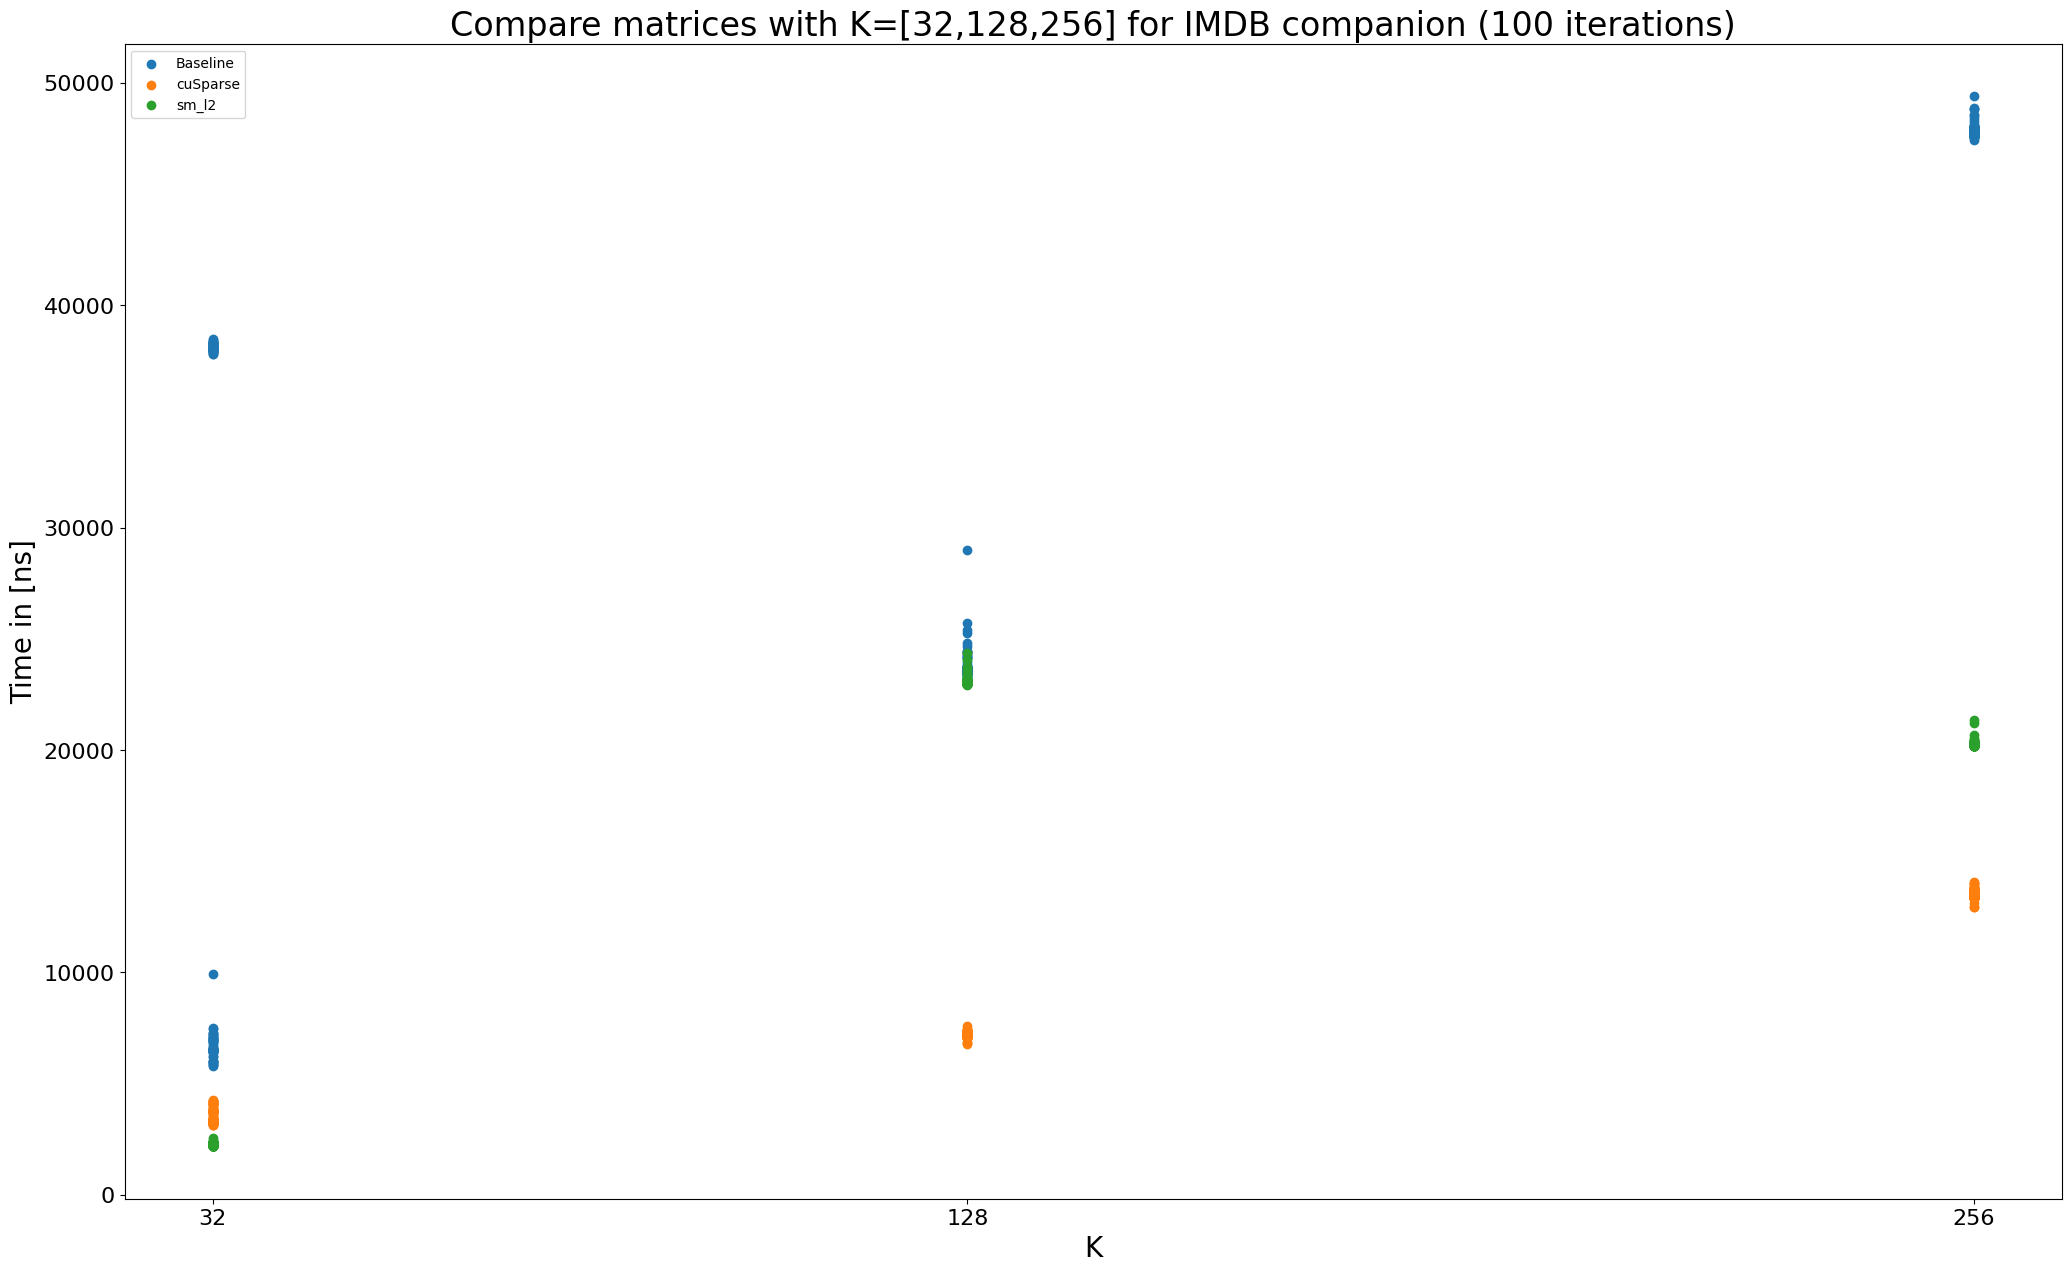 Compare matrices with K=[32,128,256] for IMDB companion (100 iterations)
Baseline
cuSparse
sm_l2
50000
40000
30000
20000
10000
0
Time in [ns]
32
128
256
K